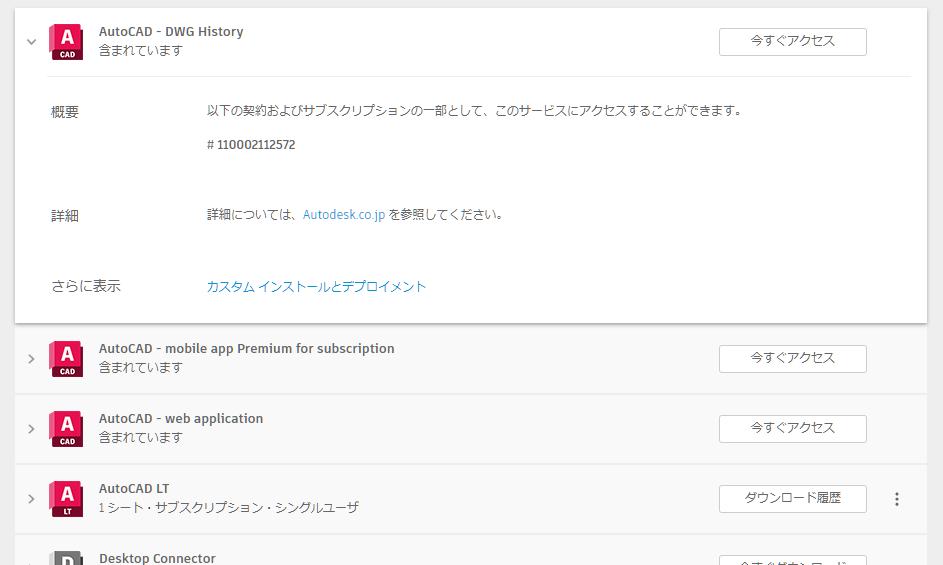 A
CAD
AutoCAD - DWG History
含まれています
今すぐアクセス
概要
以下の契約およびサブスクリプションの一部として、このサービスにアクセスすることができます。
# 110002112572
詳細
詳細については、Autodesk.co.jp を参照してください。
さらに表示
カスタム インストールとデプロイメント
A
CAD
AutoCAD - mobile app Premium for subscription
含まれています
今すぐアクセス
A
CAD
AutoCAD - web application
含まれています
今すぐアクセス
A
LT
AutoCAD LT
1 シート・サブスクリプション・シングルユーザ
ダウンロード履歴
D
Desktop Connector
今すぐダウンロード